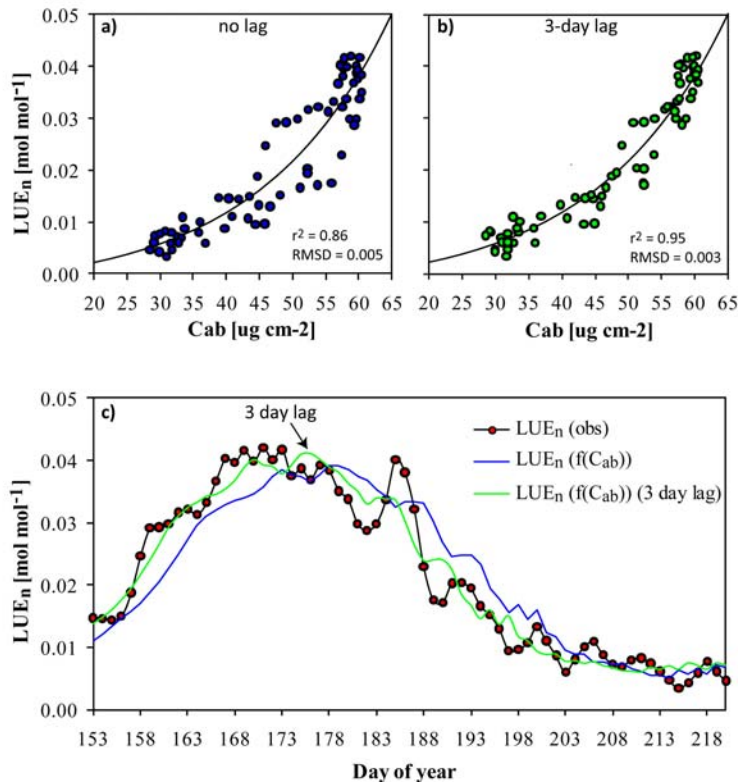 a) no lag
0.05
0.04
0.03
0.02
0.01
0.00
LUEn [mol mol-1]
r2 = 0.86
RMSD = 0.005
20 25 30 35 40 45 50 55 60 65
Cab [ug cm-2]
b) 3-day lag
r2 = 0.95
RMSD = 0.003
20 25 30 35 40 45 50 55 60 65
Cab [ug cm-2]
c)
3 day lag
LUEn (obs)
LUEn (f(Cab))
LUEn (f(Cab)) (3 day lag)
0.05
0.04
0.03
0.02
0.01
0.00
LUEn [mol mol-1]
153 158 163 168 173 178 183 188 193 198 203 208 213 218
Day of year